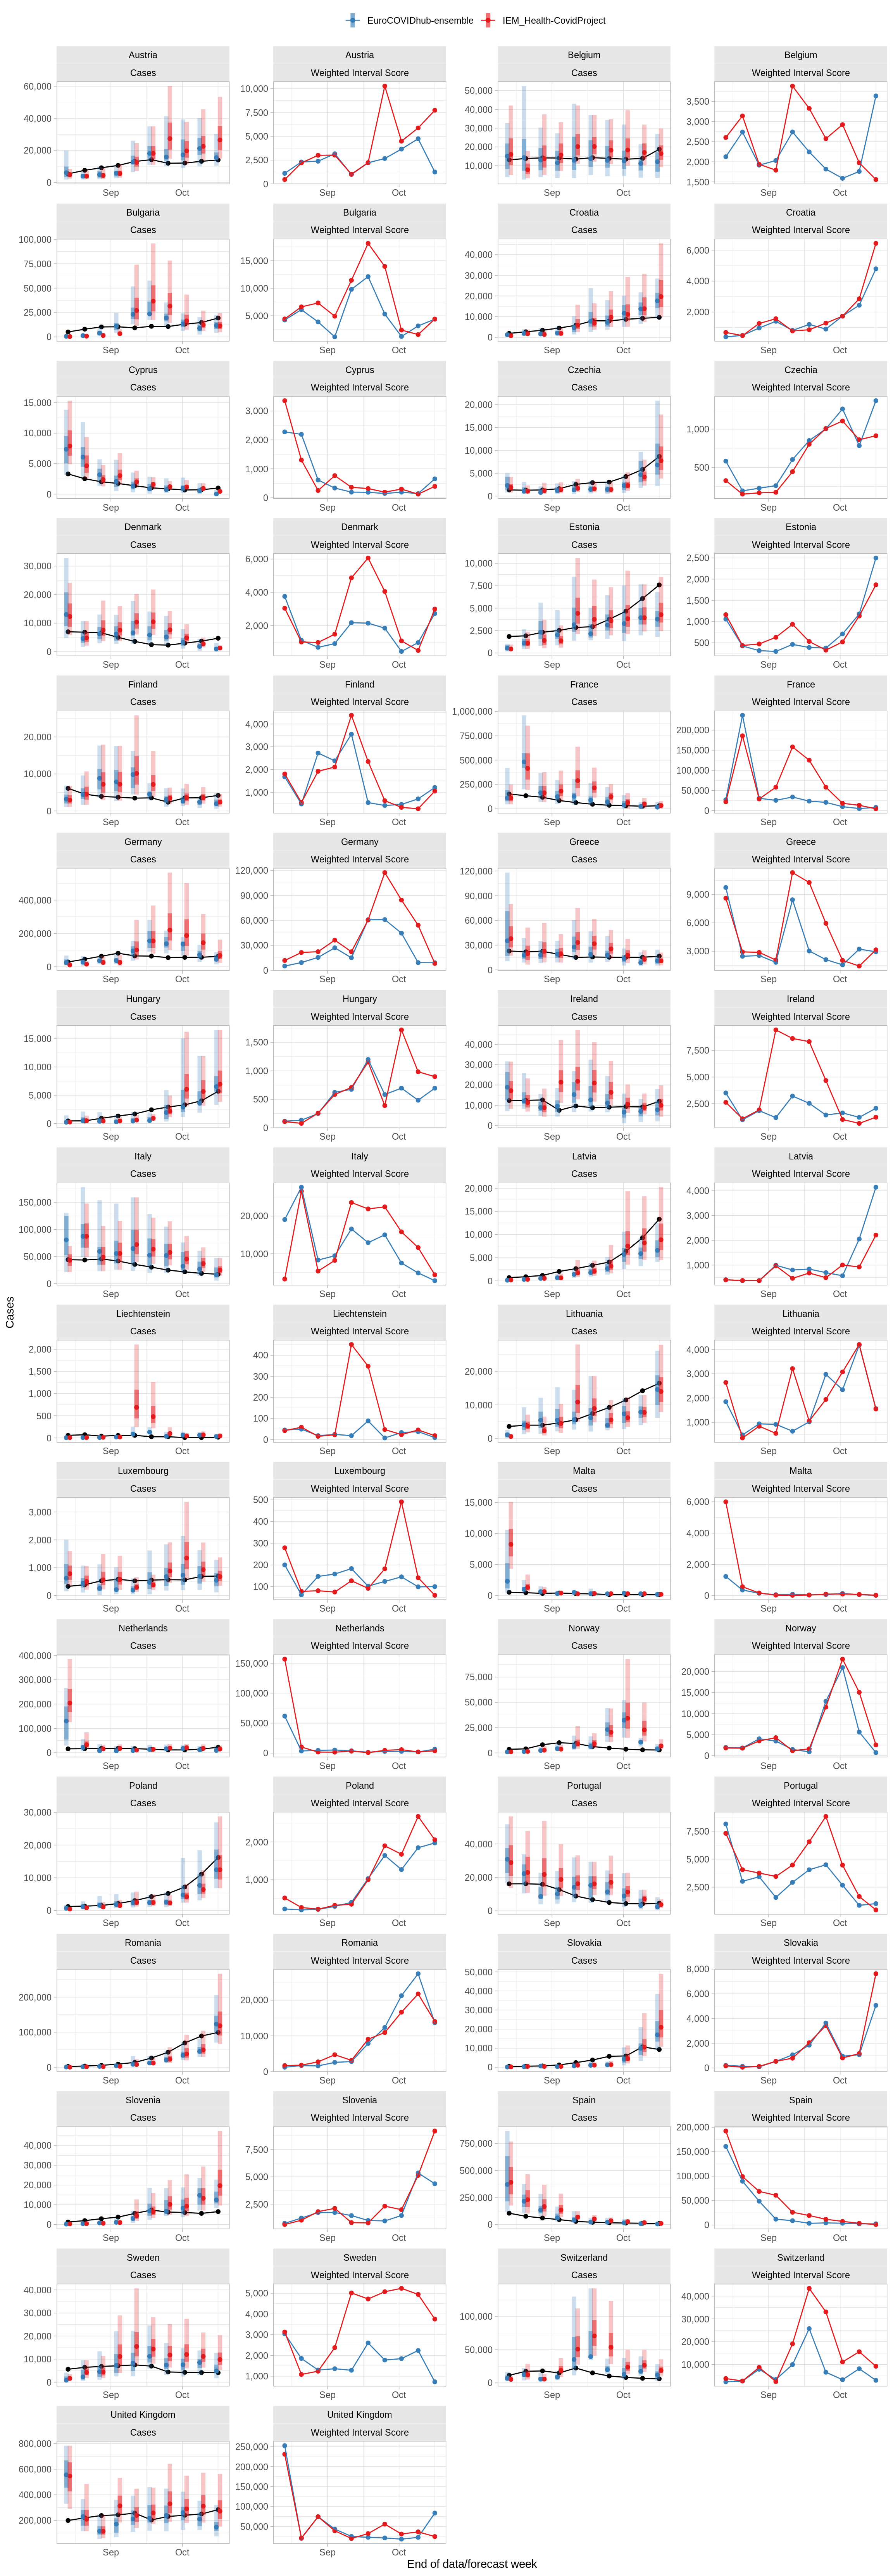 EuroCOVIDhub-ensemble IEM_Health-CovidProject
Austria
Cases
60,000
40,000
20,000
0
Sep Oct
Austria
Weighted Interval Score
10,000
7,500
5,000
2,500
0
Sep Oct
Belgium
Cases
50,000
40,000
30,000
20,000
10,000
Sep Oct
Belgium
Weighted Interval Score
3,500
3,000
2,500
2,000
1,500
Sep Oct
Bulgaria
Cases
100,000
75,000
50,000
25,000
0
Sep Oct
Bulgaria
Weighted Interval Score
15,000
10,000
5,000
Sep Oct
Croatia
Cases
40,000
30,000
20,000
10,000
0
Sep Oct
Croatia
Weighted Interval Score
6,000
4,000
2,000
Sep Oct
Cyprus
Cases
15,000
10,000
5,000
0
Sep Oct
Cyprus
Weighted Interval Score
3,000
2,000
1,000
0
Sep Oct
Czechia
Cases
20,000
15,000
10,000
5,000
0
Sep Oct
Czechia
Weighted Interval Score
1,000
500
Sep Oct
Denmark
Cases
30,000
20,000
10,000
0
Sep Oct
Denmark
Weighted Interval Score
6,000
4,000
2,000
Sep Oct
Estonia
Cases
10,000
7,500
5,000
2,500
0
Sep Oct
Estonia
Weighted Interval Score
2,500
2,000
1,500
1,000
500
Sep Oct
Finland
Cases
20,000
10,000
0
Sep Oct
Finland
Weighted Interval Score
4,000
3,000
2,000
1,000
Sep Oct
France
Cases
1,000,000
750,000
500,000
250,000
0
Sep Oct
France
Weighted Interval Score
200,000
150,000
100,000
50,000
0
Sep Oct
Germany
Cases
400,000
200,000
0
Sep Oct
Germany
Weighted Interval Score
120,000
90,000
60,000
30,000
0
Sep Oct
Greece
Cases
120,000
90,000
60,000
30,000
0
Sep Oct
Greece
Weighted Interval Score
9,000
6,000
3,000
Sep Oct
Hungary
Cases
15,000
10,000
5,000
0
Sep Oct
Hungary
Weighted Interval Score
1,500
1,000
500
0
Sep Oct
Ireland
Cases
40,000
30,000
20,000
10,000
0
Sep Oct
Ireland
Weighted Interval Score
7,500
5,000
2,500
Sep Oct
Italy
Cases
150,000
100,000
50,000
0
Sep Oct
Italy
Weighted Interval Score
20,000
10,000
Sep Oct
Latvia
Cases
20,000
15,000
10,000
5,000
0
Sep Oct
Latvia
Weighted Interval Score
4,000
3,000
2,000
1,000
Sep Oct
Cases
Liechtenstein
Cases
2,000
1,500
1,000
500
0
Sep Oct
Liechtenstein
Weighted Interval Score
400
300
200
100
0
Sep Oct
Lithuania
Cases
20,000
10,000
0
Sep Oct
Lithuania
Weighted Interval Score
4,000
3,000
2,000
1,000
Sep Oct
Luxembourg
Cases
3,000
2,000
1,000
0
Sep Oct
Luxembourg
Weighted Interval Score
500
400
300
200
100
Sep Oct
Malta
Cases
15,000
10,000
5,000
0
Sep Oct
Malta
Weighted Interval Score
6,000
4,000
2,000
0
Sep Oct
Netherlands
Cases
400,000
300,000
200,000
100,000
0
Sep Oct
Netherlands
Weighted Interval Score
150,000
100,000
50,000
0
Sep Oct
Norway
Cases
75,000
50,000
25,000
0
Sep Oct
Norway
Weighted Interval Score
20,000
15,000
10,000
5,000
0
Sep Oct
Poland
Cases
30,000
20,000
10,000
0
Sep Oct
Poland
Weighted Interval Score
2,000
1,000
Sep Oct
Portugal
Cases
40,000
20,000
0
Sep Oct
Portugal
Weighted Interval Score
7,500
5,000
2,500
Sep Oct
Romania
Cases
200,000
100,000
0
Sep Oct
Romania
Weighted Interval Score
20,000
10,000
0
Sep Oct
Slovakia
Cases
50,000
40,000
30,000
20,000
10,000
0
Sep Oct
Slovakia
Weighted Interval Score
8,000
6,000
4,000
2,000
0
Sep Oct
Slovenia
Cases
40,000
30,000
20,000
10,000
0
Sep Oct
Slovenia
Weighted Interval Score
7,500
5,000
2,500
Sep Oct
Spain
Cases
750,000
500,000
250,000
0
Sep Oct
Spain
Weighted Interval Score
200,000
150,000
100,000
50,000
0
Sep Oct
Sweden
Cases
40,000
30,000
20,000
10,000
0
Sep Oct
Sweden
Weighted Interval Score
5,000
4,000
3,000
2,000
1,000
Sep Oct
Switzerland
Cases
100,000
50,000
0
Sep Oct
Switzerland
Weighted Interval Score
40,000
30,000
20,000
10,000
Sep Oct
United Kingdom
Cases
800,000
600,000
400,000
200,000
Sep Oct
United Kingdom
Weighted Interval Score
250,000
200,000
150,000
100,000
50,000
Sep Oct
End of data/forecast week